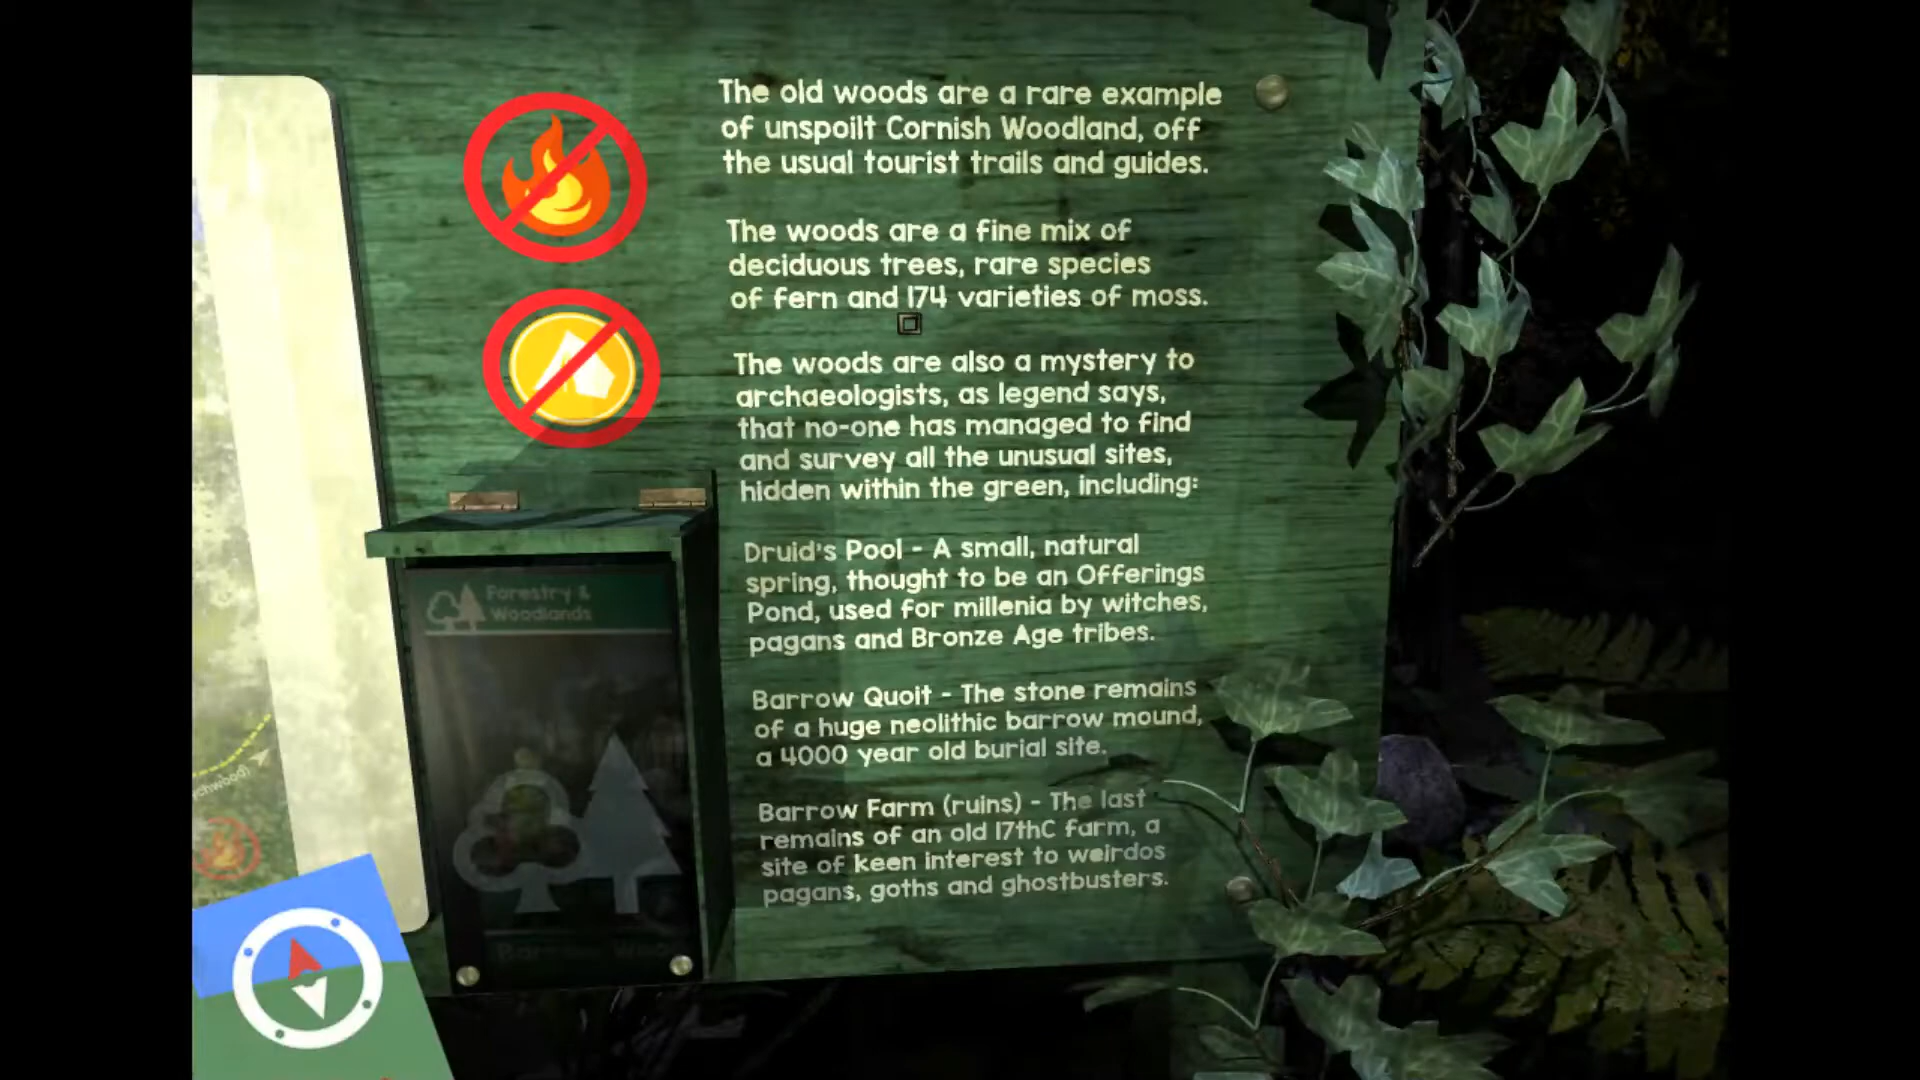 The old woods are a rare example
of unspoilt Cornish Woodland, off
the usual tourist trails and guides.
The woods are a fine mix of
deciduous trees, rare species
of fern and 174 varieties of moss.
The woods are also a mystery to
archaeologists, as legend says,
that no-one has managed to find
and survey all the unusual sites,
hidden within the green, including:
Druid's Pool - A small, natural
spring, thought to be an Offerings
Pond, used for millenia by witches,
pagans and Bronze Age tribes.
Barrow Quoit - The stone remains
of a huge neolithic barrow mound,
a 4000 year old burial site.
Barrow Farm (ruins) - The last
remains of an old 17thC farm, a
site of keen interest to weirdos
pagans, goths and ghostbusters.
Forestry &
Woodlands